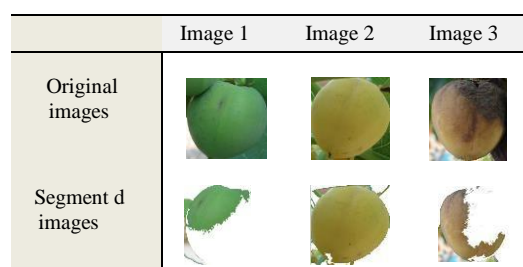 Image 1 Image 2 Image 3
Original
images
Segment d
images